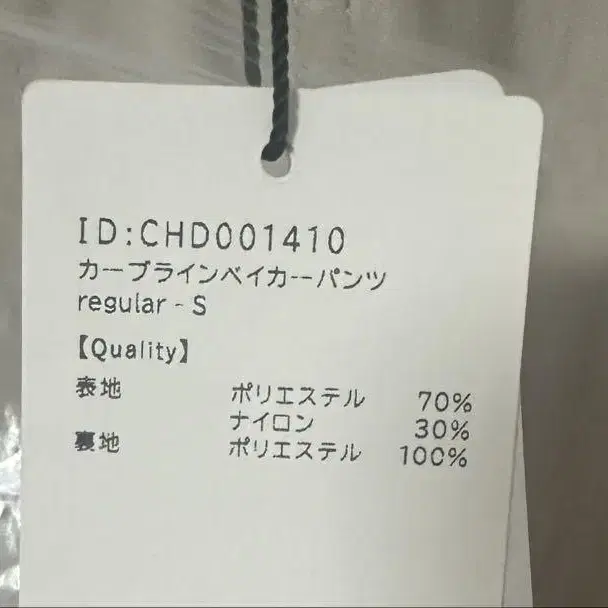 ID:CHD001410
カーブラインベイカーパンツ
regular - S
【Quality】
表地 ポリエステル 70%
ナイロン 30%
裏地 ポリエステル 100%